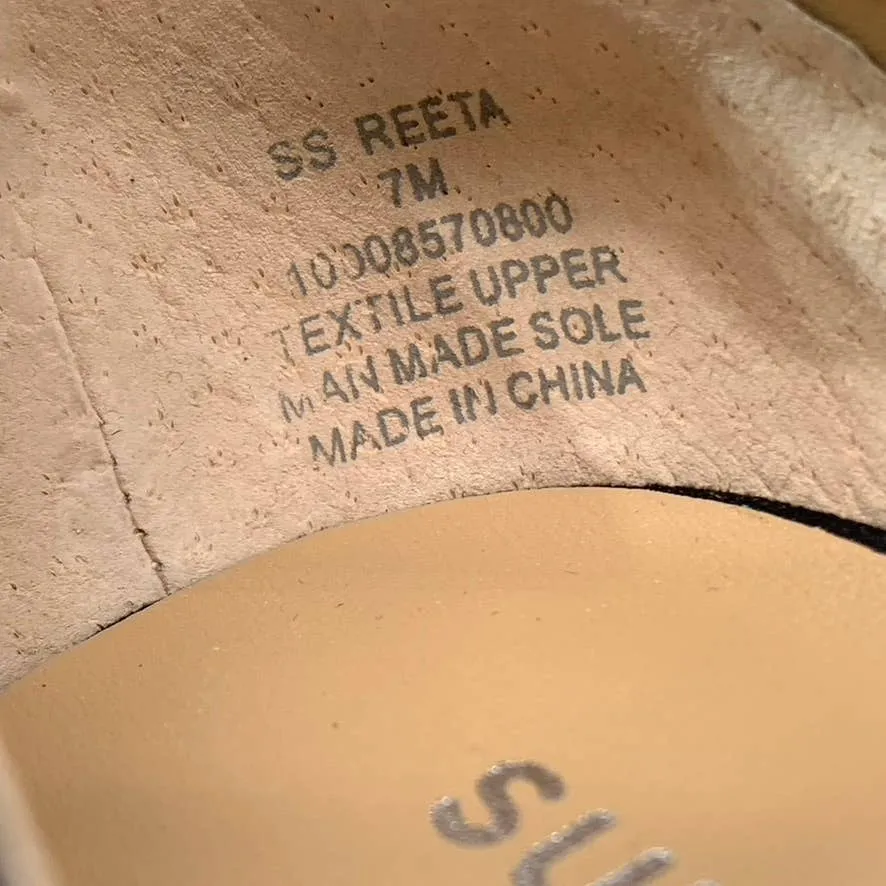 SS REETA
7M
10008570800
TEXTILE UPPER
MAN MADE SOLE
MADE IN CHINA